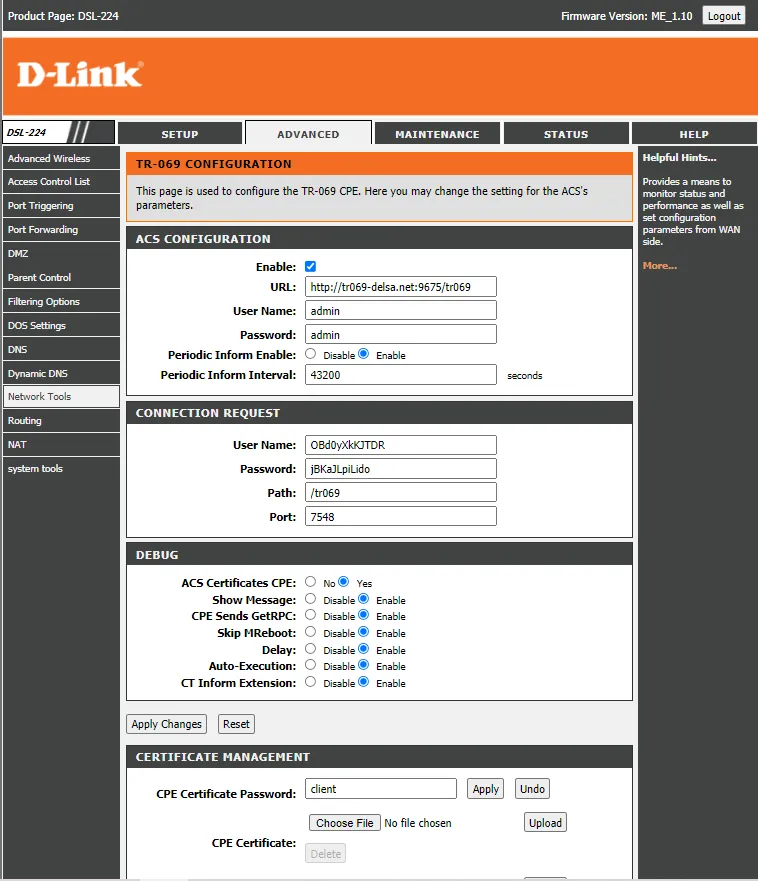 Product Page: DSL-224
Firmware Version: ME_1.10 Logout
D-Link
DSL-224 SETUP ADVANCED MAINTENANCE STATUS HELP
Advanced Wireless
Access Control List
Port Triggering
Port Forwarding
DMZ
Parent Control
Filtering Options
DOS Settings
DNS
Dynamic DNS
Network Tools
Routing
NAT
system tools
TR-069 CONFIGURATION
This page is used to configure the TR-069 CPE. Here you may change the setting for the ACS's
parameters.
ACS CONFIGURATION
Enable:
URL: http://tr069-delsa.net:9675/tr069
User Name: admin
Password: admin
Periodic Inform Enable: Disable Enable
Periodic Inform Interval: 43200 seconds
CONNECTION REQUEST
User Name: OBd0yXkKJTDR
Password: jBKaJLpiLido
Path: /tr069
Port: 7548
DEBUG
ACS Certificates CPE: No Yes
Show Message: Disable Enable
CPE Sends GetRPC: Disable Enable
Skip MReboot: Disable Enable
Delay: Disable Enable
Auto-Execution: Disable Enable
CT Inform Extension: Disable Enable
Apply Changes Reset
CERTIFICATE MANAGEMENT
CPE Certificate Password: client Apply Undo
CPE Certificate: Choose File No file chosen Upload
Delete
Helpful Hints...
Provides a means to
monitor status and
performance as well as
set configuration
parameters from WAN
side.
More...